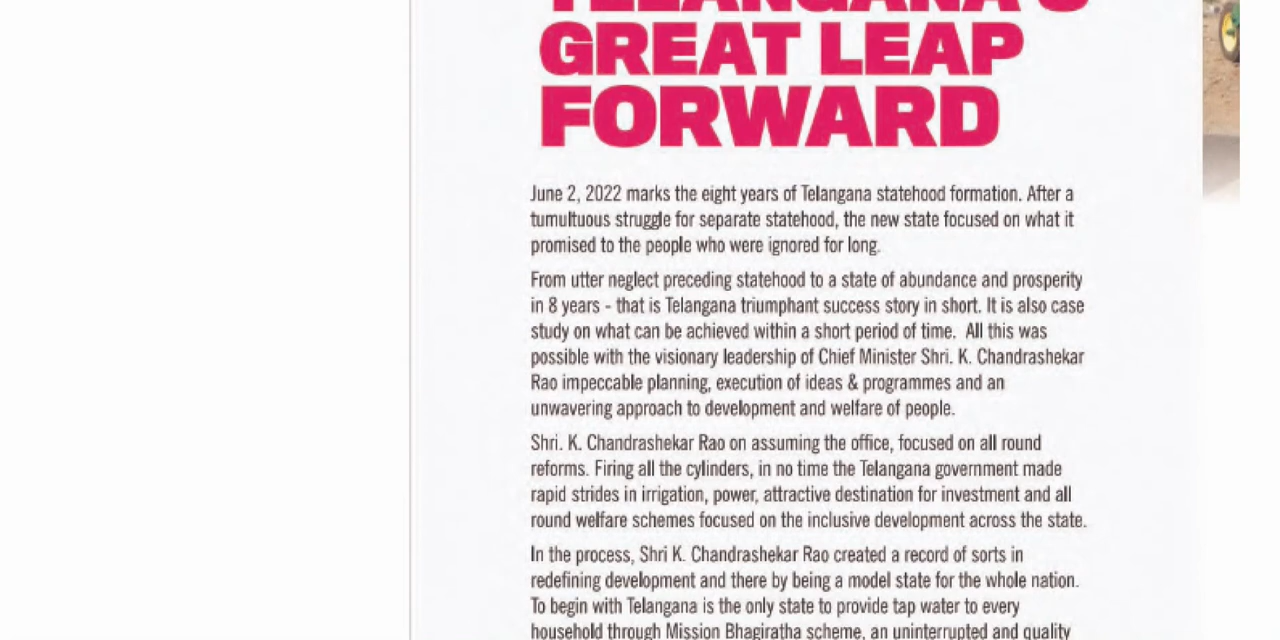 TELANGANA'S
GREAT LEAP
FORWARD
June 2, 2022 marks the eight years of Telangana statehood formation. After a
tumultuous struggle for separate statehood, the new state focused on what it
promised to the people who were ignored for long.
From utter neglect preceding statehood to a state of abundance and prosperity
in 8 years - that is Telangana triumphant success story in short. It is also case
study on what can be achieved within a short period of time. All this was
possible with the visionary leadership of Chief Minister Shri. K. Chandrashekar
Rao impeccable planning, execution of ideas & programmes and an
unwavering approach to development and welfare of people.
Shri. K. Chandrashekar Rao on assuming the office, focused on all round
reforms. Firing all the cylinders, in no time the Telangana government made
rapid strides in irrigation, power, attractive destination for investment and all
round welfare schemes focused on the inclusive development across the state.
In the process, Shri K. Chandrashekar Rao created a record of sorts in
redefining development and there by being a model state for the whole nation.
To begin with Telangana is the only state to provide tap water to every
household through Mission Bhagiratha scheme, an uninterrupted and quality